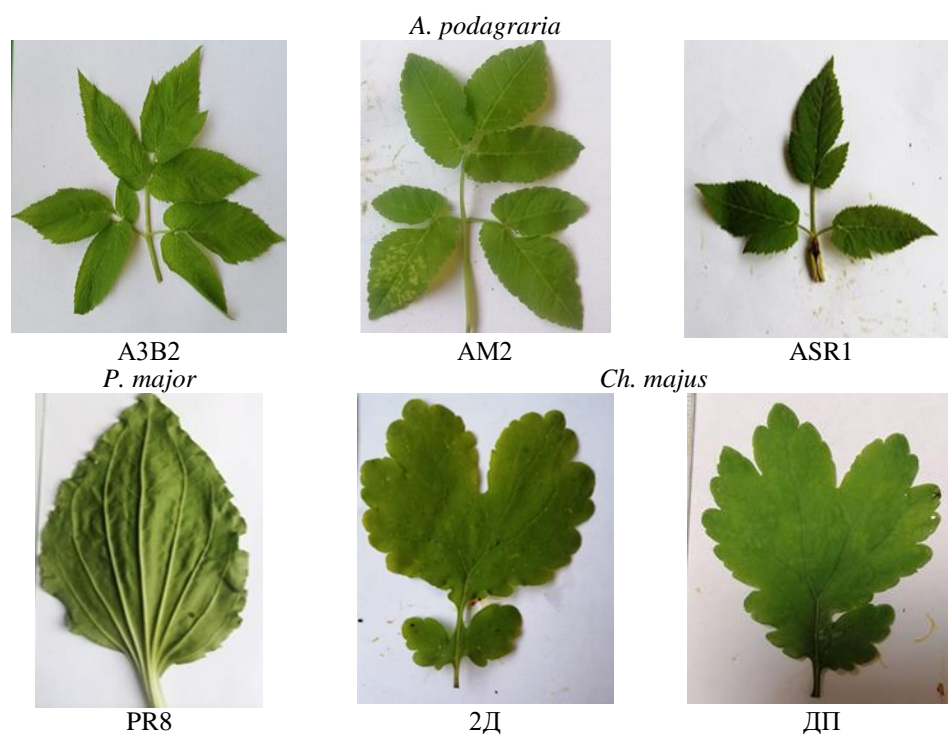 A. podagraria
A3B2 AM2 ASR1
P. major Ch. majus
PR8 2Д ДП